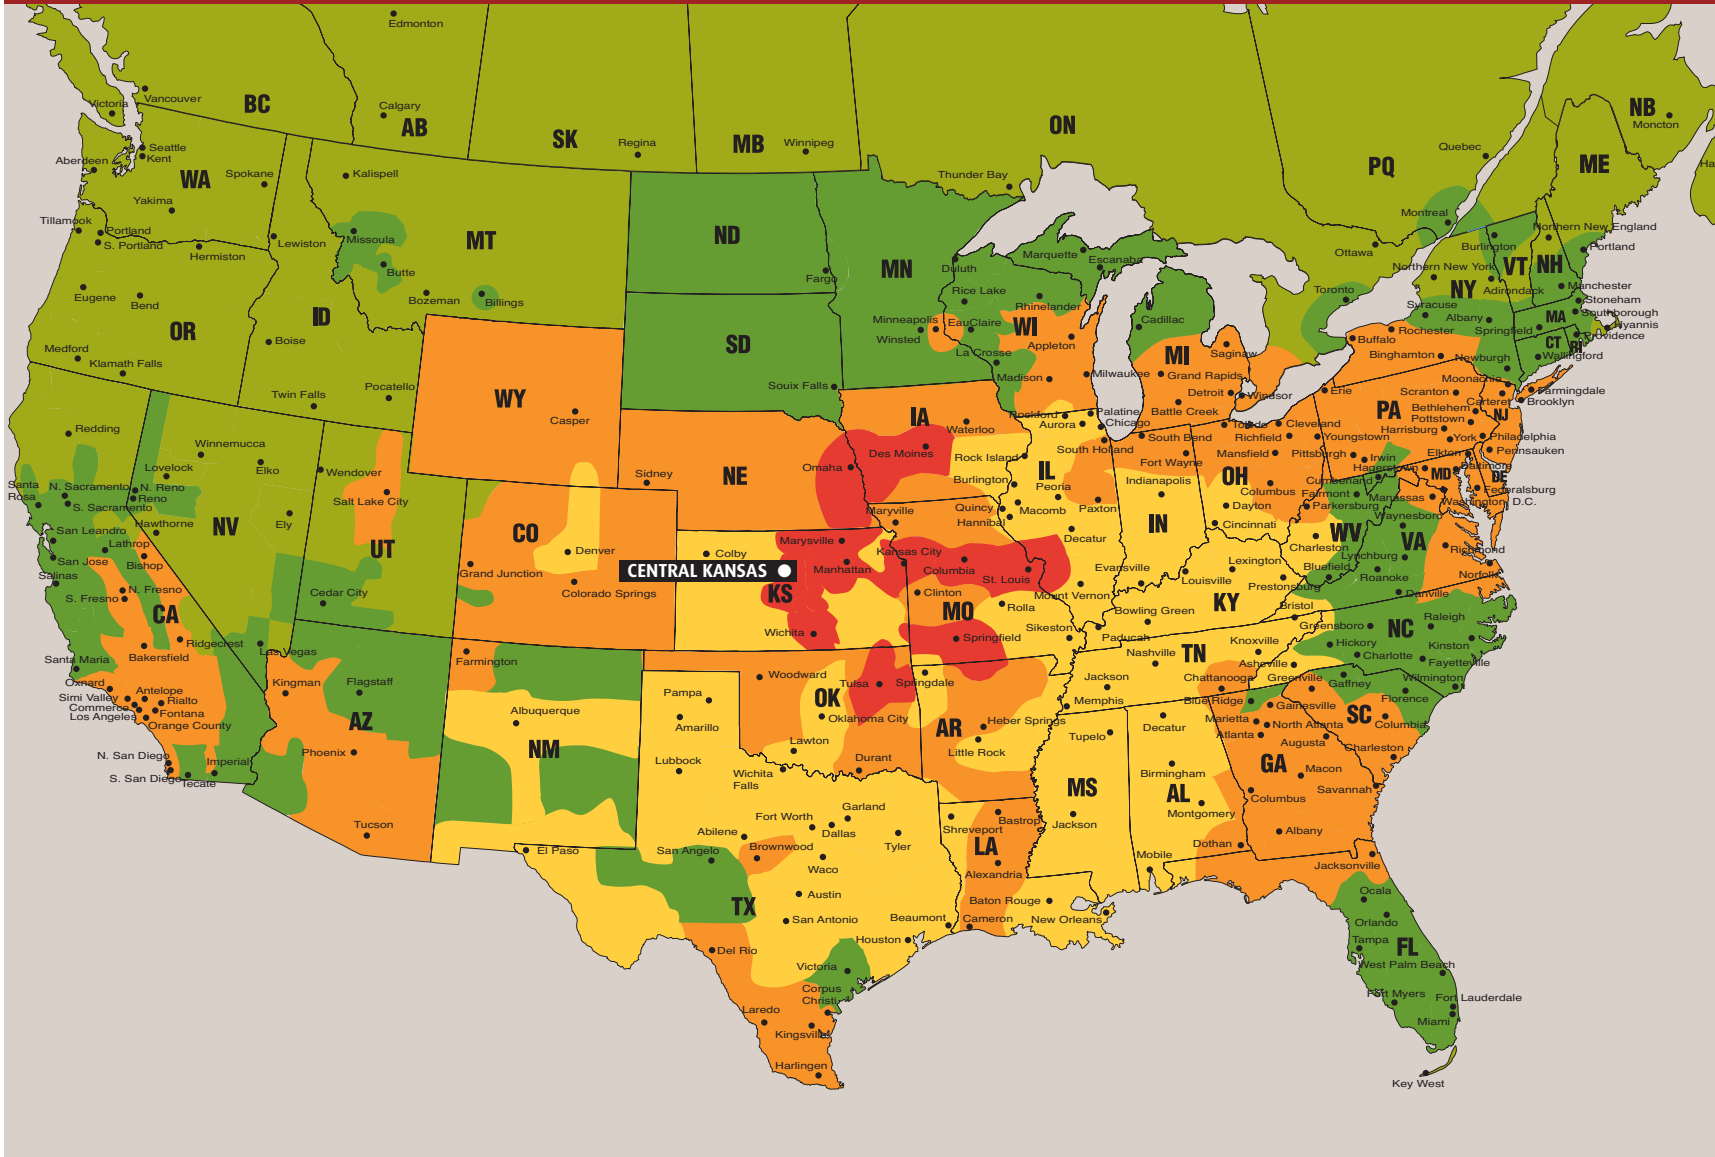 Edmonton
Vancouver
Victoria
BC
Calgary
AB
SK
Regina
MB
Winnipeg
ON
PQ
Quebec
NB
Moncton
ME
Ha
Seattle
Kent
Aberdeen
WA
Spokane
Yakima
Kalispell
Thunder Bay
Tillamook
Portland
S. Portland
Hermiston
Lewiston
Missoula
MT
Butte
Bozeman
Billings
ND
Fargo
MN
Duluth
Marquette
Escanaba
Montreal
Ottawa
Burlington
Northern New England
Portland
Northern New York
VT
NH
NY
Adirondack
Manchester
Stoneham
Southborough
Hyannis
Providence
MA
CT
RI
Wallingford
Springfield
Albany
Syracuse
Toronto
Rochester
Buffalo
Binghamton
Newburgh
Eugene
Bend
OR
ID
Boise
Medford
Klamath Falls
Twin Falls
Pocatello
WY
Casper
SD
Souix Falls
Rice Lake
Rhinelander
Minneapolis
Winsted
EauClaire
WI
Appleton
La Crosse
Madison
Milwaukee
Cadillac
MI
Saginaw
Grand Rapids
Detroit
Windsor
Battle Creek
Erie
Scranton
Moonachie
Farmingdale
Brooklyn
Carteret
PA
Bethlehem
Pottstown
NJ
Harrisburg
York
Philadelphia
Pennsauken
Redding
Winnemucca
Elko
Lovelock
N. Reno
Reno
N. Sacramento
S. Sacramento
Santa
Rosa
Hawthorne
San Leandro
Lathrop
San Jose
Bishop
Salinas
N. Fresno
S. Fresno
CA
NV
Ely
Wendover
Salt Lake City
UT
Cedar City
Sidney
NE
Omaha
IA
Waterloo
Des Moines
Rockford
Aurora
Palatine
Chicago
South Holland
South Bend
Rock Island
IL
Burlington
Peoria
Fort Wayne
Toledo
Cleveland
Richfield
Youngstown
Mansfield
Pittsburgh
Irwin
Elkton
Hagerstown
Baltimore
MD
DE
Cumberland
OH
Columbus
Fairmont
Manassas
Washington, D.C.
Federalsburg
Parkersburg
Indianapolis
Dayton
Cincinnati
IN
Paxton
Macomb
Quincy
Hannibal
Decatur
Maryville
CO
Denver
Grand Junction
Colorado Springs
Colby
Marysville
Manhattan
CENTRAL KANSAS
KS
Kansas City
Columbia
St. Louis
Clinton
MO
Rolla
Wichita
Springfield
Evansville
Mount Vernon
Louisville
Lexington
Bowling Green
KY
Prestonsburg
Charleston
WV
Waynesboro
VA
Lynchburg
Bluefield
Roanoke
Richmond
Norfolk
Danville
Bristol
Greensboro
Raleigh
NC
Hickory
Kinston
Charlotte
Fayetteville
Sikeston
Paducah
Nashville
TN
Knoxville
Asheville
Chattanooga
Greenville
Gaffney
Wilmington
Florence
Jackson
Memphis
Ridgecrest
Las Vegas
Bakersfield
Santa Maria
Oxnard
Simi Valley
Commerce
Los Angeles
Antelope
Rialto
Fontana
Orange County
N. San Diego
S. San Diego
Tecate
Imperial
Kingman
Flagstaff
AZ
Phoenix
Tucson
Farmington
Albuquerque
NM
Pampa
Amarillo
Lubbock
Woodward
OK
Tulsa
Springdale
Oklahoma City
Lawton
Durant
Wichita
Falls
AR
Heber Springs
Little Rock
Tupelo
Decatur
Blue Ridge
Gainesville
Marietta
North Atlanta
Atlanta
SC
Columbia
Augusta
Charleston
GA
Macon
Savannah
Columbus
Albany
Birmingham
AL
Montgomery
Dothan
Mobile
MS
Jackson
Shreveport
Bastrop
LA
Alexandria
Baton Rouge
New Orleans
Cameron
Beaumont
Houston
Garland
Fort Worth
Dallas
Abilene
Brownwood
Tyler
San Angelo
Waco
El Paso
TX
Austin
San Antonio
Del Rio
Victoria
Corpus
Christi
Laredo
Kingsville
Harlingen
Jacksonville
Ocala
Orlando
Tampa
FL
West Palm Beach
Fort Myers
Fort Lauderdale
Miami
Key West